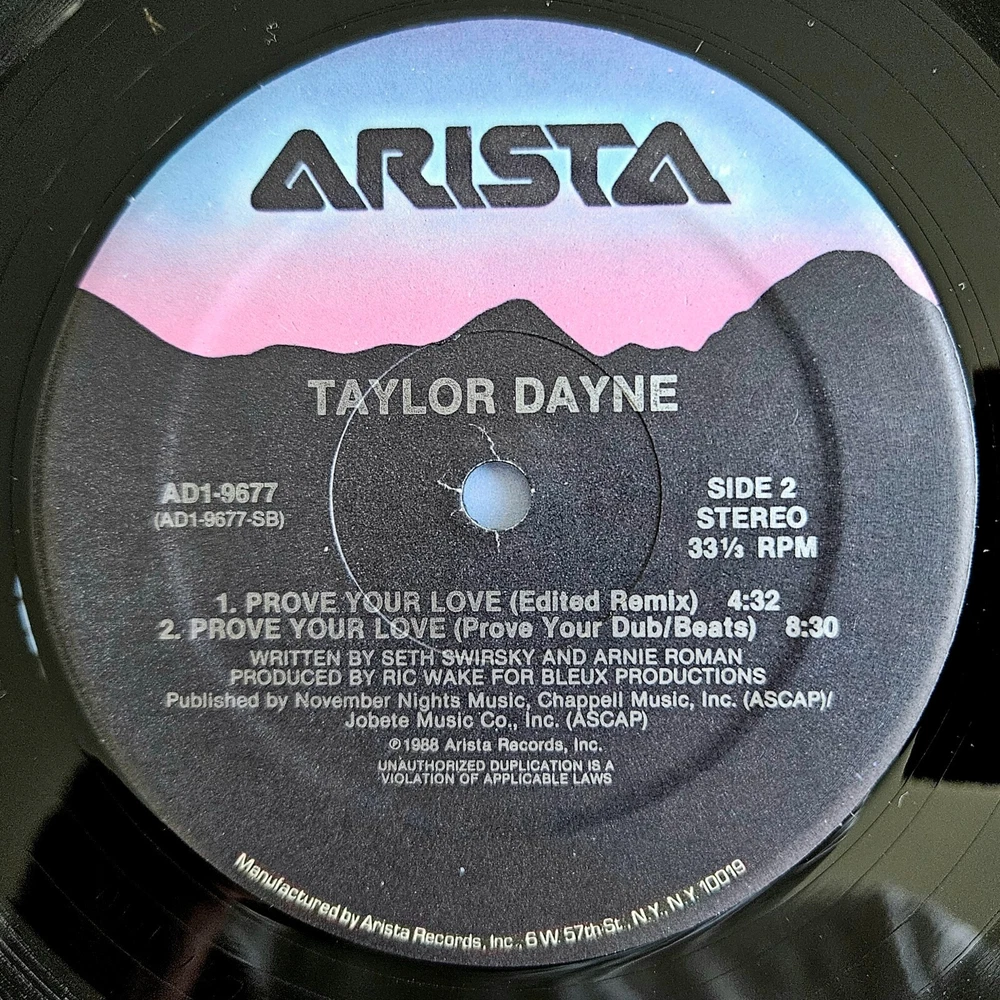 ARISTA
TAYLOR DAYNE
AD1-9677
(AD1-9677-SB)
SIDE 2
STEREO
33⅓ RPM
1. PROVE YOUR LOVE (Edited Remix) 4:32
2. PROVE YOUR LOVE (Prove Your Dub/Beats) 8:30
WRITTEN BY SETH SWIRSKY AND ARNIE ROMAN
PRODUCED BY RIC WAKE FOR BLEUX PRODUCTIONS
Published by November Nights Music, Chappell Music, Inc. (ASCAP)/
Jobete Music Co., Inc. (ASCAP)
℗1988 Arista Records, Inc.
UNAUTHORIZED DUPLICATION IS A
VIOLATION OF APPLICABLE LAWS
Manufactured by Arista Records, Inc., 6 W. 57th St., N.Y., N.Y. 10019